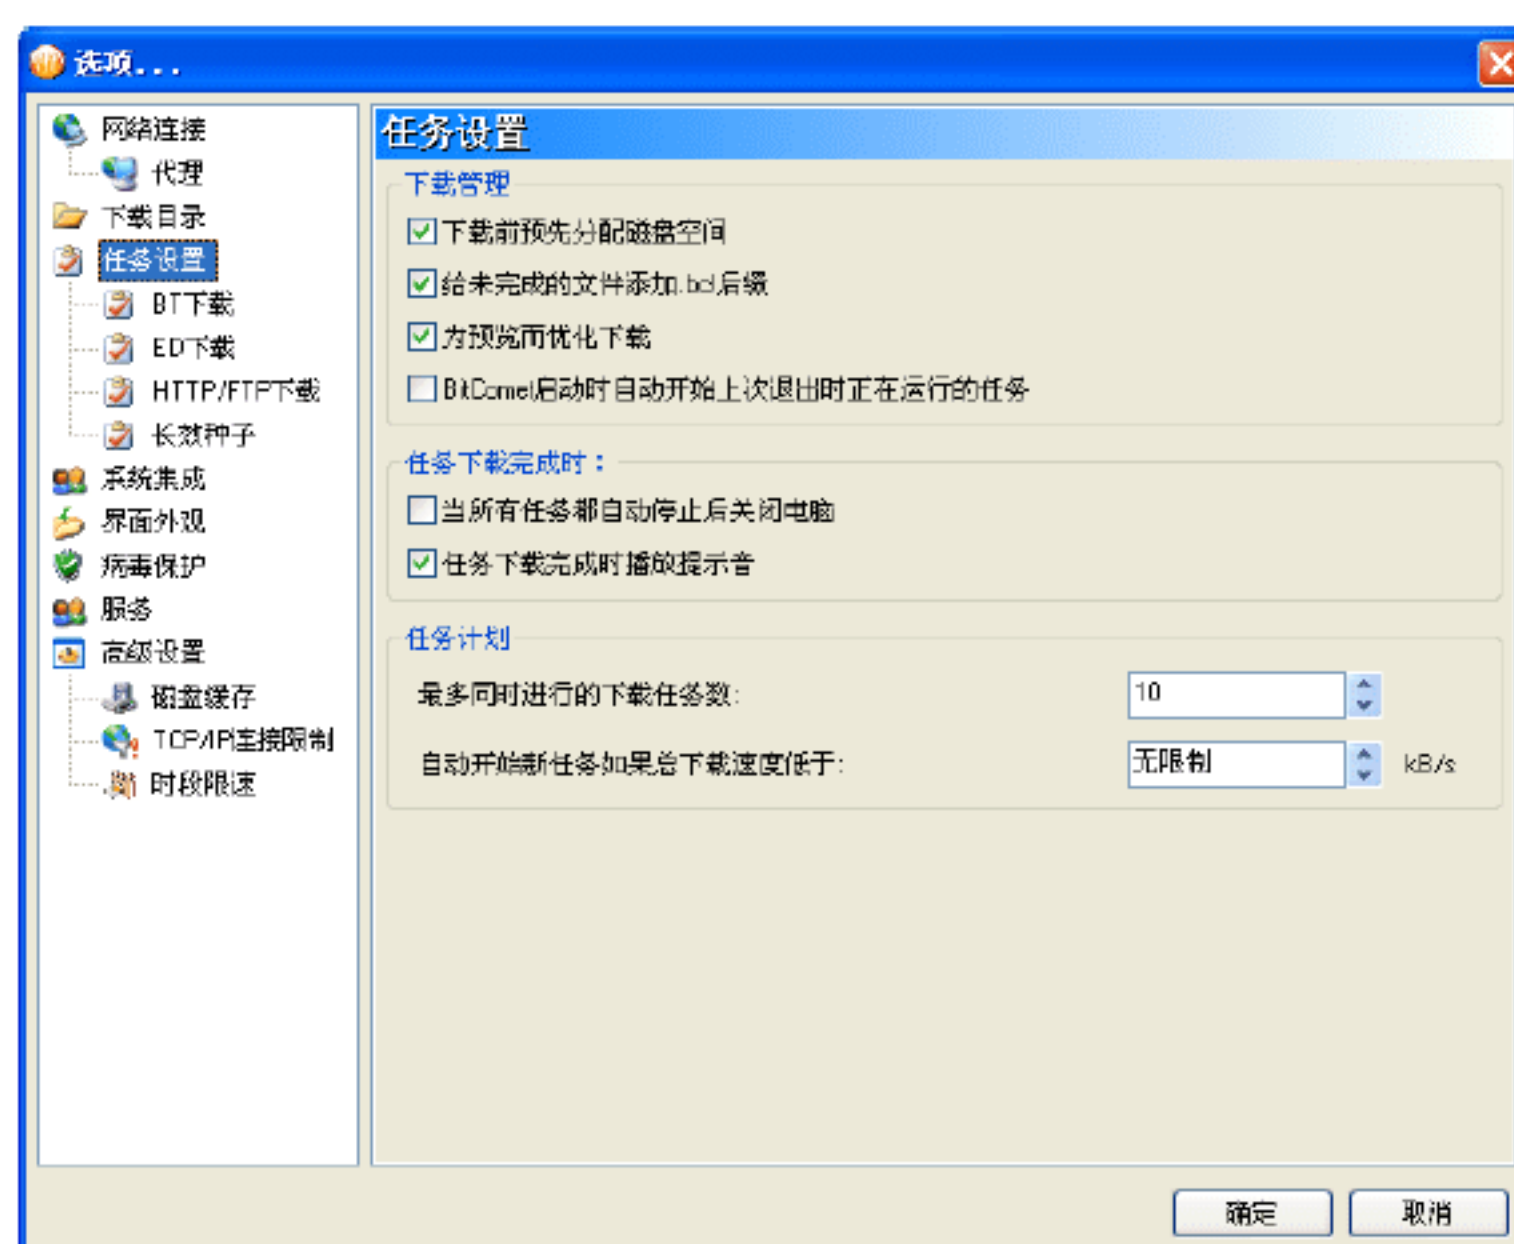 选项...
网络连接
代理
下载目录
任务设置
BT下载
ED下载
HTTP/FTP下载
长效种子
系统集成
界面外观
病毒保护
服务
高级设置
磁盘缓存
TCP/IP连接限制
时段限速
任务设置
下载管理
下载前预先分配磁盘空间
给未完成的文件添加.bc!后缀
为预览而优化下载
BitComet启动时自动开始上次退出时正在运行的任务
任务下载完成时：
当所有任务都自动停止后关闭电脑
任务下载完成时播放提示音
任务计划
最多同时进行的下载任务数: 10
自动开始新任务如果总下载速度低于: 无限制 kB/s
确定 取消